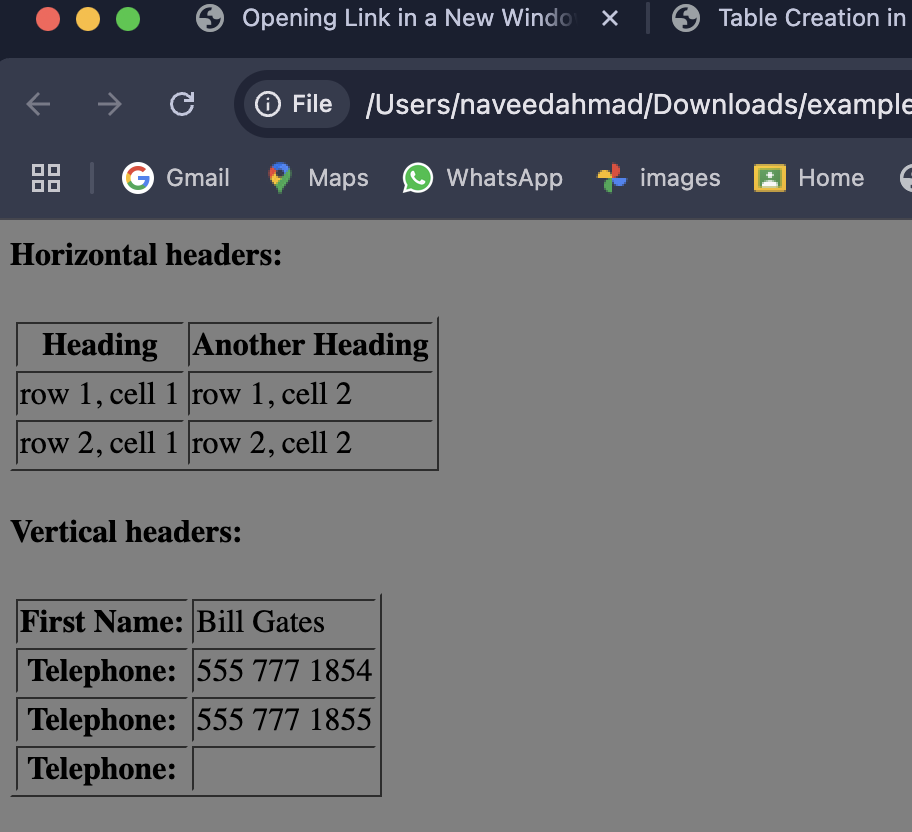 Opening Link in a New Windo
Table Creation in
File /Users/naveedahmad/Downloads/example
Gmail Maps WhatsApp images Home
Horizontal headers:
Heading Another Heading
row 1, cell 1 row 1, cell 2
row 2, cell 1 row 2, cell 2
Vertical headers:
First Name: Bill Gates
Telephone: 555 777 1854
Telephone: 555 777 1855
Telephone: